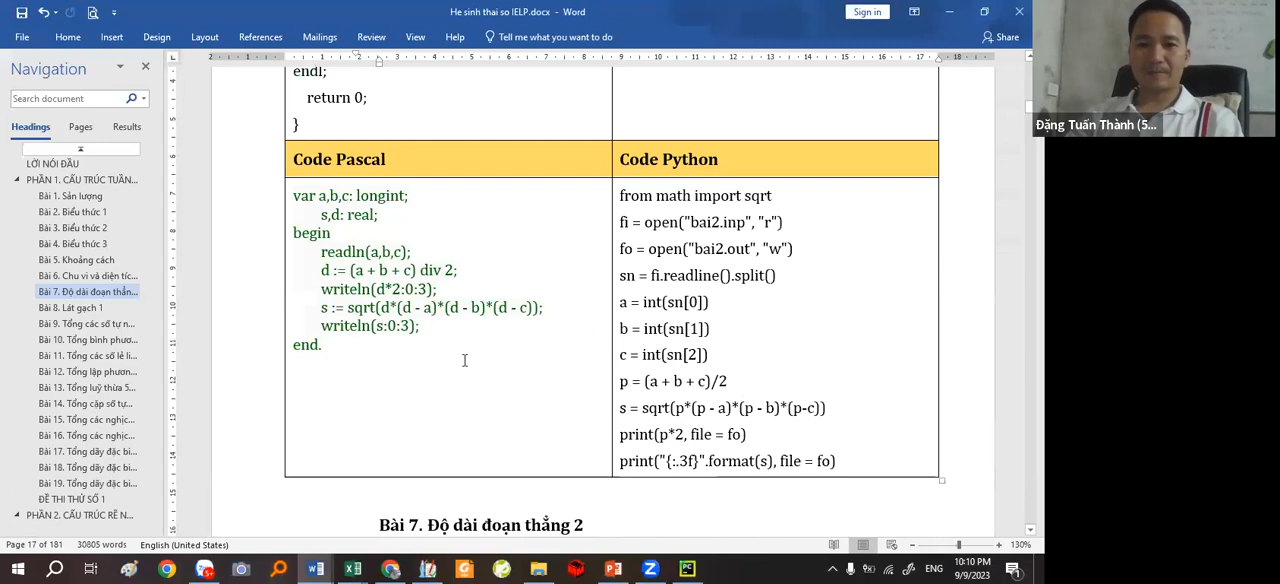 He sinh thai so IELP.docx - Word
Sign in
File Home Insert Design Layout References Mailings Review View Help Tell me what you want to do Share
Navigation
Search document
Headings Pages Results
LỜI NÓI ĐẦU
PHẦN 1. CẤU TRÚC TUẦN...
Bài 1. Sản lượng
Bài 2. Biểu thức 1
Bài 3. Biểu thức 2
Bài 4. Biểu thức 3
Bài 5. Khoảng cách
Bài 6. Chu vi và diện tíc...
Bài 7. Độ dài đoạn thẳn...
Bài 8. Lát gạch 1
Bài 9. Tổng các số tự n...
Bài 10. Tổng bình phươ...
Bài 11. Tổng các số lẻ li...
Bài 12. Tổng lập phươn...
Bài 13. Tổng luỹ thừa 5...
Bài 14. Tổng cặp số tự...
Bài 15. Tổng các nghịc...
Bài 16. Tổng các nghịc...
Bài 17. Tổng dãy đặc bi...
Bài 18. Tổng dãy đặc bi...
Bài 19. Tổng dãy đặc bi...
ĐỀ THI THỬ SỐ 1
PHẦN 2. CẤU TRÚC RẼ N...
endl;
return 0;
}
Code Pascal
var a,b,c: longint;
s,d: real;
begin
readln(a,b,c);
d := (a + b + c) div 2;
writeln(d*2:0:3);
s := sqrt(d*(d - a)*(d - b)*(d - c));
writeln(s:0:3);
end.
Code Python
from math import sqrt
fi = open("bai2.inp", "r")
fo = open("bai2.out", "w")
sn = fi.readline().split()
a = int(sn[0])
b = int(sn[1])
c = int(sn[2])
p = (a + b + c)/2
s = sqrt(p*(p - a)*(p - b)*(p-c))
print(p*2, file = fo)
print("{:.3f}".format(s), file = fo)
Bài 7. Độ dài đoạn thẳng 2
Đặng Tuấn Thành (5...
Page 17 of 181 30805 words English (United States) 130%
ENG 10:10 PM
9/9/2023